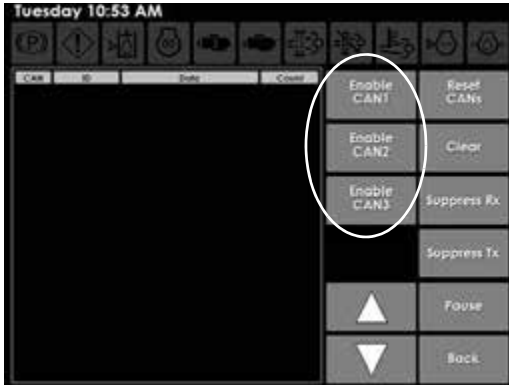 Tuesday 10:53 AM
(P)
CAN ID Data Count
Enable
CAN1
Reset
CANs
Enable
CAN2
Clear
Enable
CAN3
Suppress Rx
Suppress Tx
Pause
Back